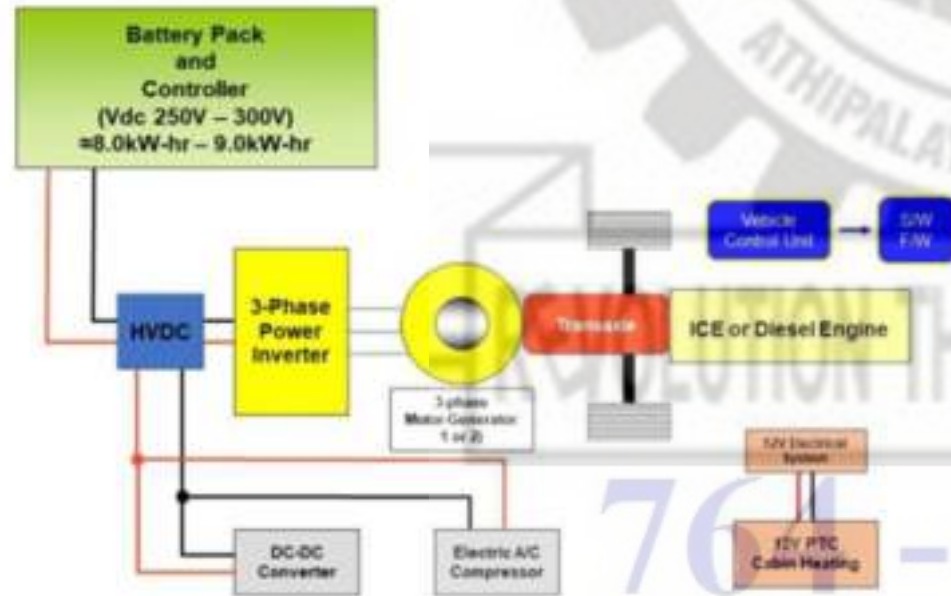 Battery Pack
and
Controller
(Vdc 250V – 300V)
≈8.0kW-hr – 9.0kW-hr
ATHIPALA
Vehicle
Control Unit
S/W
F/W
HVDC
3-Phase
Power
Inverter
Transaxle
ICE or Diesel Engine
3-phase
Motor-Generator
1 or 2)
12V Electrical
System
DC-DC
Converter
Electric A/C
Compressor
12V PTC
Cabin Heating
764 -